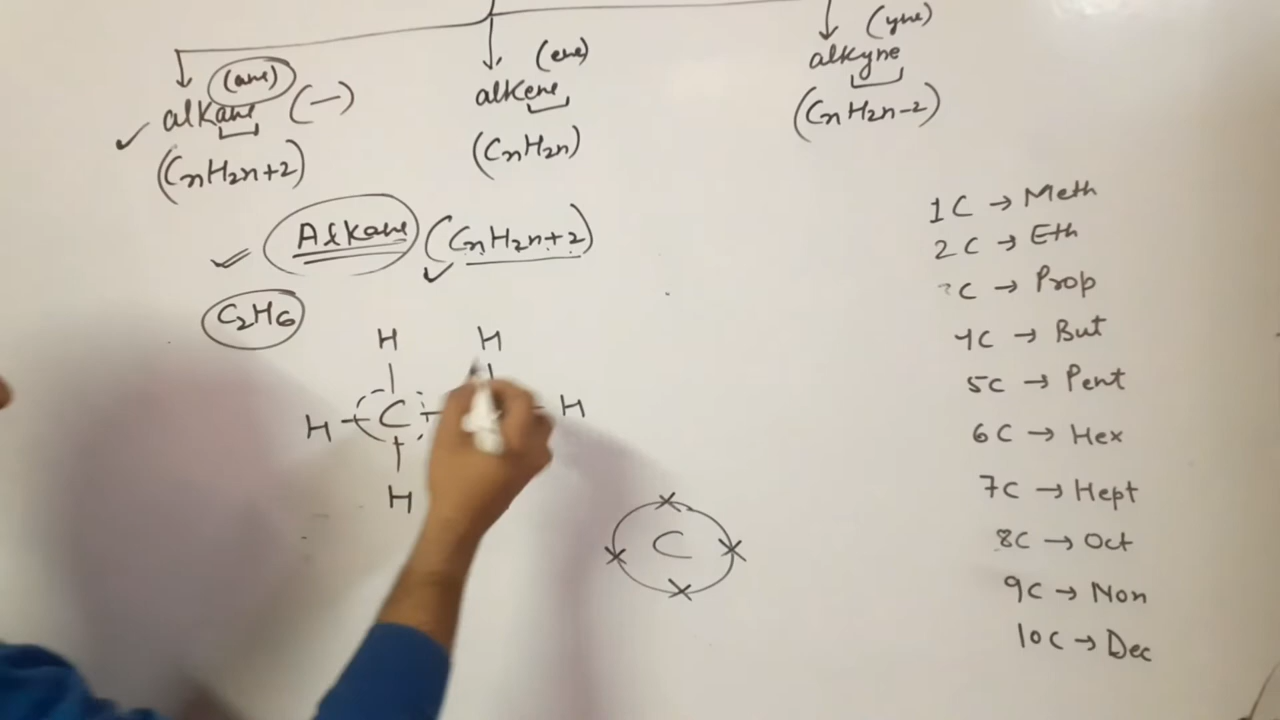 (ane) (ene) (yne)
alkane (—) alkene alkyne
(CnH2n+2) (CnH2n) (CnH2n-2)
Alkane (CnH2n+2)
C2H6
H H
H C H
H
C
1C → Meth
2C → Eth
C → Prop
4C → But
5C → Pent
6C → Hex
7C → Hept
8C → Oct
9C → Non
10C → Dec